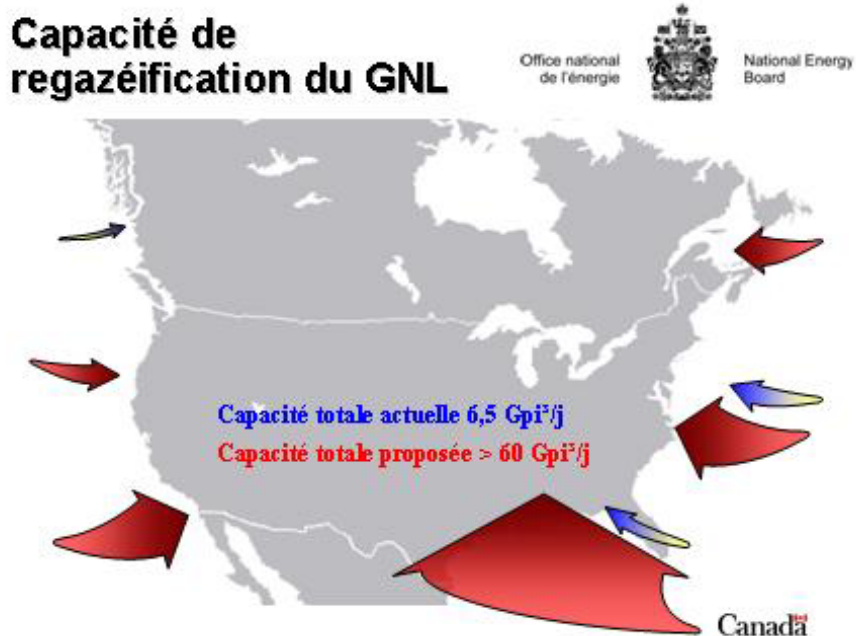 Capacité de
regazéification du GNL
Office national
de l'énergie
National Energy
Board
Capacité totale actuelle 6,5 Gpi³/j
Capacité totale proposée > 60 Gpi³/j
Canada